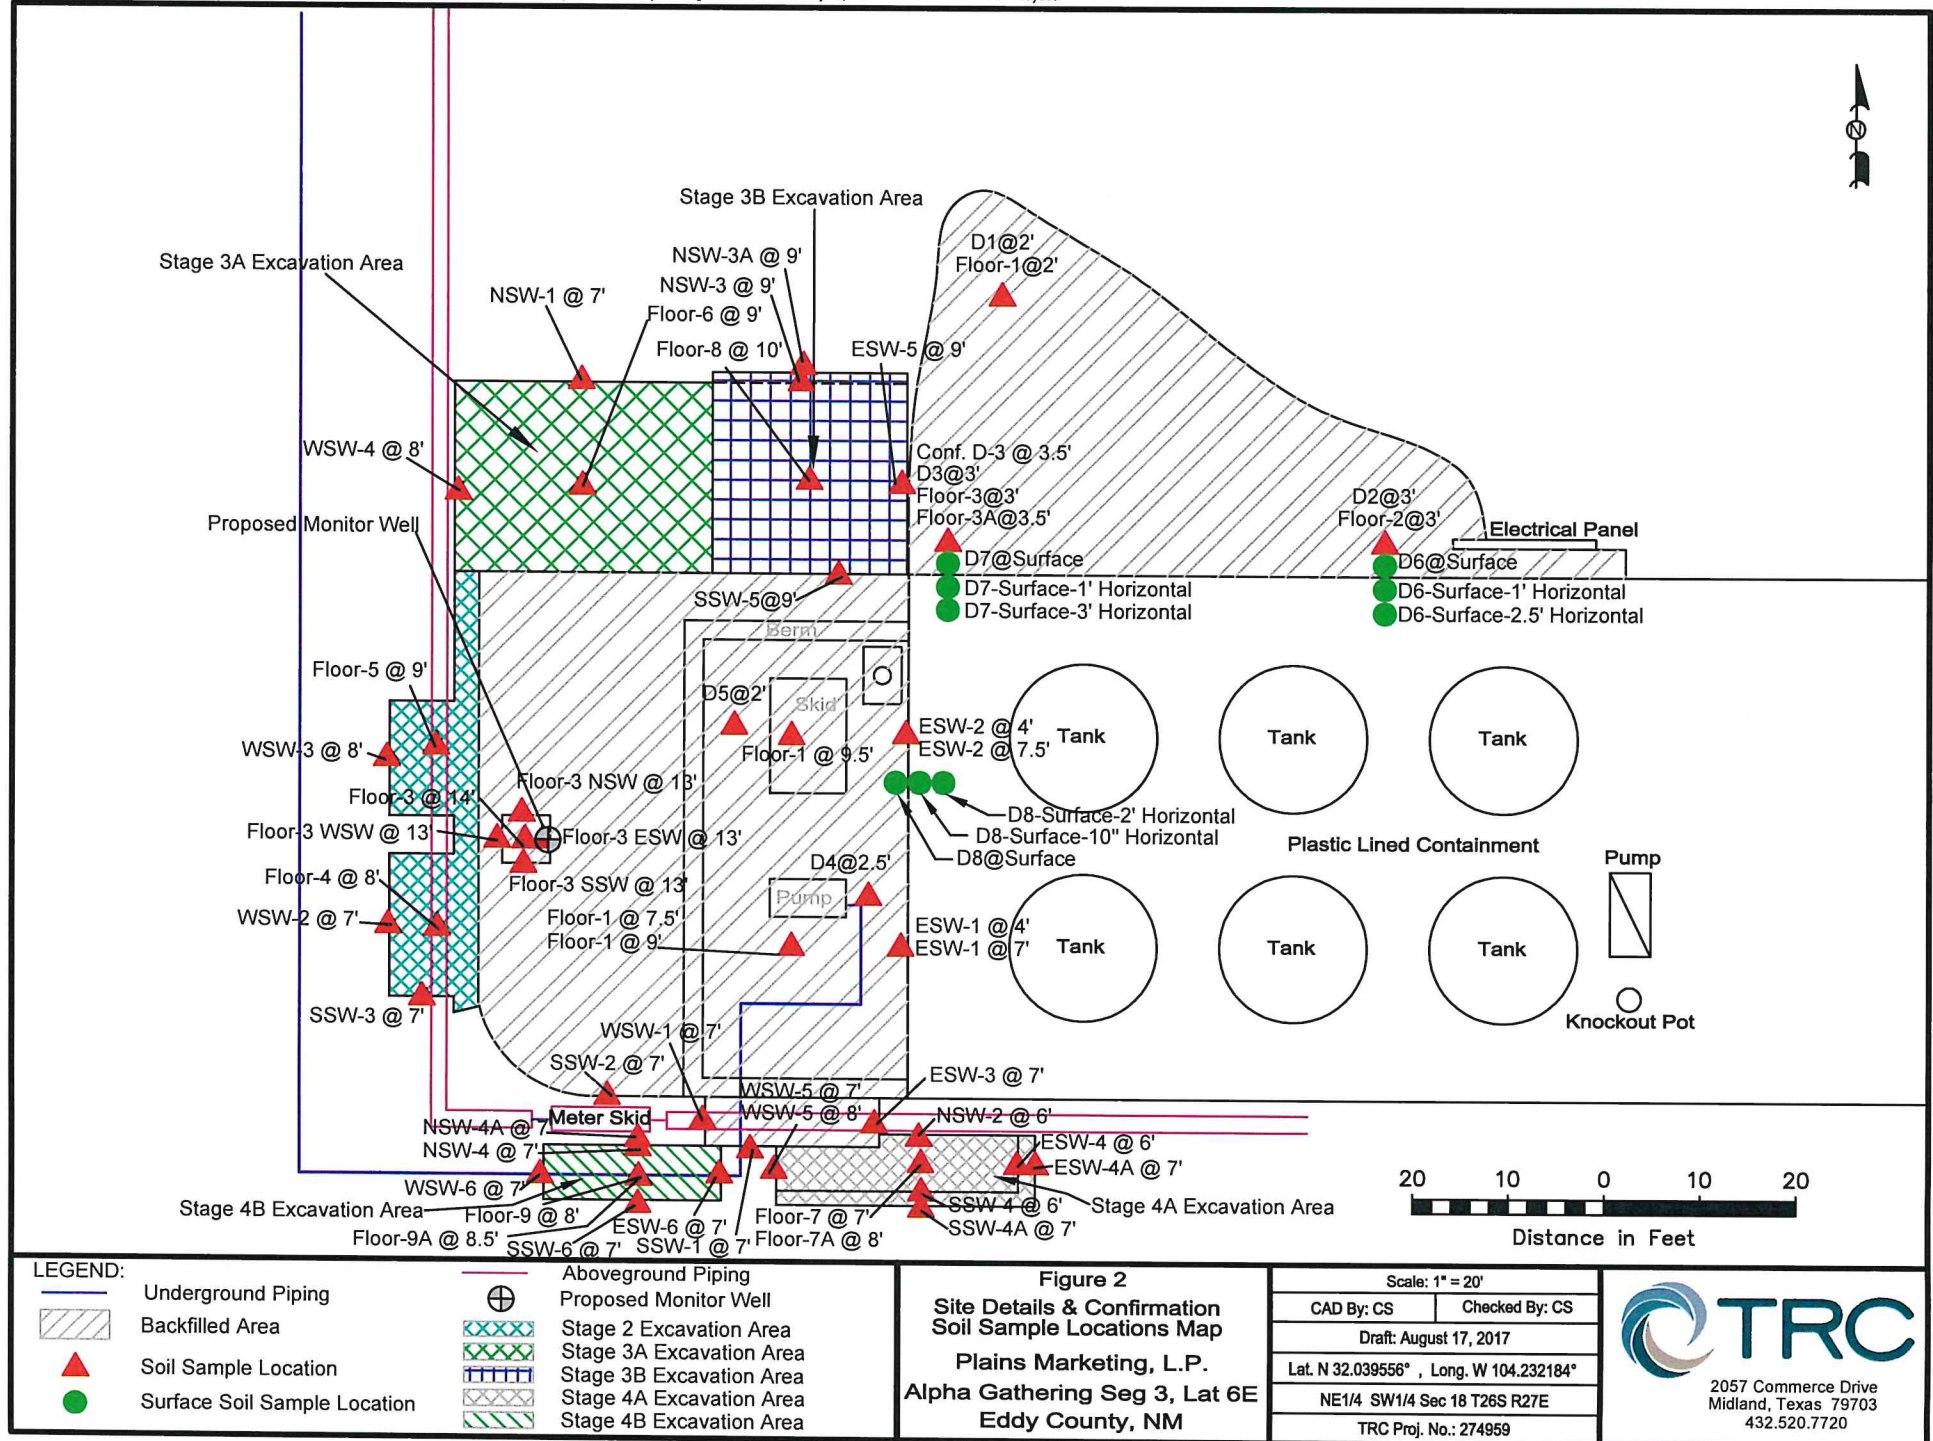 Stage 3B Excavation Area
Stage 3A Excavation Area
NSW-3A @ 9'
NSW-3 @ 9'
NSW-1 @ 7'
Floor-6 @ 9'
Floor-8 @ 10'
ESW-5 @ 9'
D1@2'
Floor-1@2'
N
WSW-4 @ 8'
Conf. D-3 @ 3.5'
D3@3'
Floor-3@3'
Floor-3A@3.5'
D2@3'
Floor-2@3'
Electrical Panel
Proposed Monitor Well
D7@Surface
D7-Surface-1' Horizontal
D7-Surface-3' Horizontal
D6@Surface
D6-Surface-1' Horizontal
D6-Surface-2.5' Horizontal
SSW-5@9'
Berm
Floor-5 @ 9'
D5@2'
Skid
Floor-1 @ 9.5'
ESW-2 @ 4'
ESW-2 @ 7.5'
Tank
Tank
Tank
WSW-3 @ 8'
Floor-3 NSW @ 13'
Floor-3 @ 14'
Floor-3 WSW @ 13'
Floor-3 ESW @ 13'
Floor-3 SSW @ 13'
D8-Surface-2' Horizontal
D8-Surface-10" Horizontal
D8@Surface
Plastic Lined Containment
Pump
Floor-4 @ 8'
WSW-2 @ 7'
D4@2.5'
Pump
Floor-1 @ 7.5'
Floor-1 @ 9'
ESW-1 @ 4'
ESW-1 @ 7'
Tank
Tank
Tank
Knockout Pot
SSW-3 @ 7'
WSW-1 @ 7'
SSW-2 @ 7'
ESW-3 @ 7'
WSW-5 @ 7'
WSW-5 @ 8'
Meter Skid
NSW-2 @ 6'
NSW-4A @ 7'
NSW-4 @ 7'
ESW-4 @ 6'
ESW-4A @ 7'
WSW-6 @ 7'
Stage 4B Excavation Area
Floor-9 @ 8'
Floor-9A @ 8.5'
SSW-6 @ 7'
ESW-6 @ 7'
SSW-1 @ 7'
Floor-7 @ 7'
Floor-7A @ 8'
SSW-4 @ 6'
SSW-4A @ 7'
Stage 4A Excavation Area
20 10 0 10 20
Distance in Feet
LEGEND:
Underground Piping
Backfilled Area
Soil Sample Location
Surface Soil Sample Location
Aboveground Piping
Proposed Monitor Well
Stage 2 Excavation Area
Stage 3A Excavation Area
Stage 3B Excavation Area
Stage 4A Excavation Area
Stage 4B Excavation Area
Figure 2
Site Details & Confirmation
Soil Sample Locations Map
Plains Marketing, L.P.
Alpha Gathering Seg 3, Lat 6E
Eddy County, NM
Scale: 1" = 20'
CAD By: CS
Checked By: CS
Draft: August 17, 2017
Lat. N 32.039556° , Long. W 104.232184°
NE1/4 SW1/4 Sec 18 T26S R27E
TRC Proj. No.: 274959
TRC
2057 Commerce Drive
Midland, Texas 79703
432.520.7720